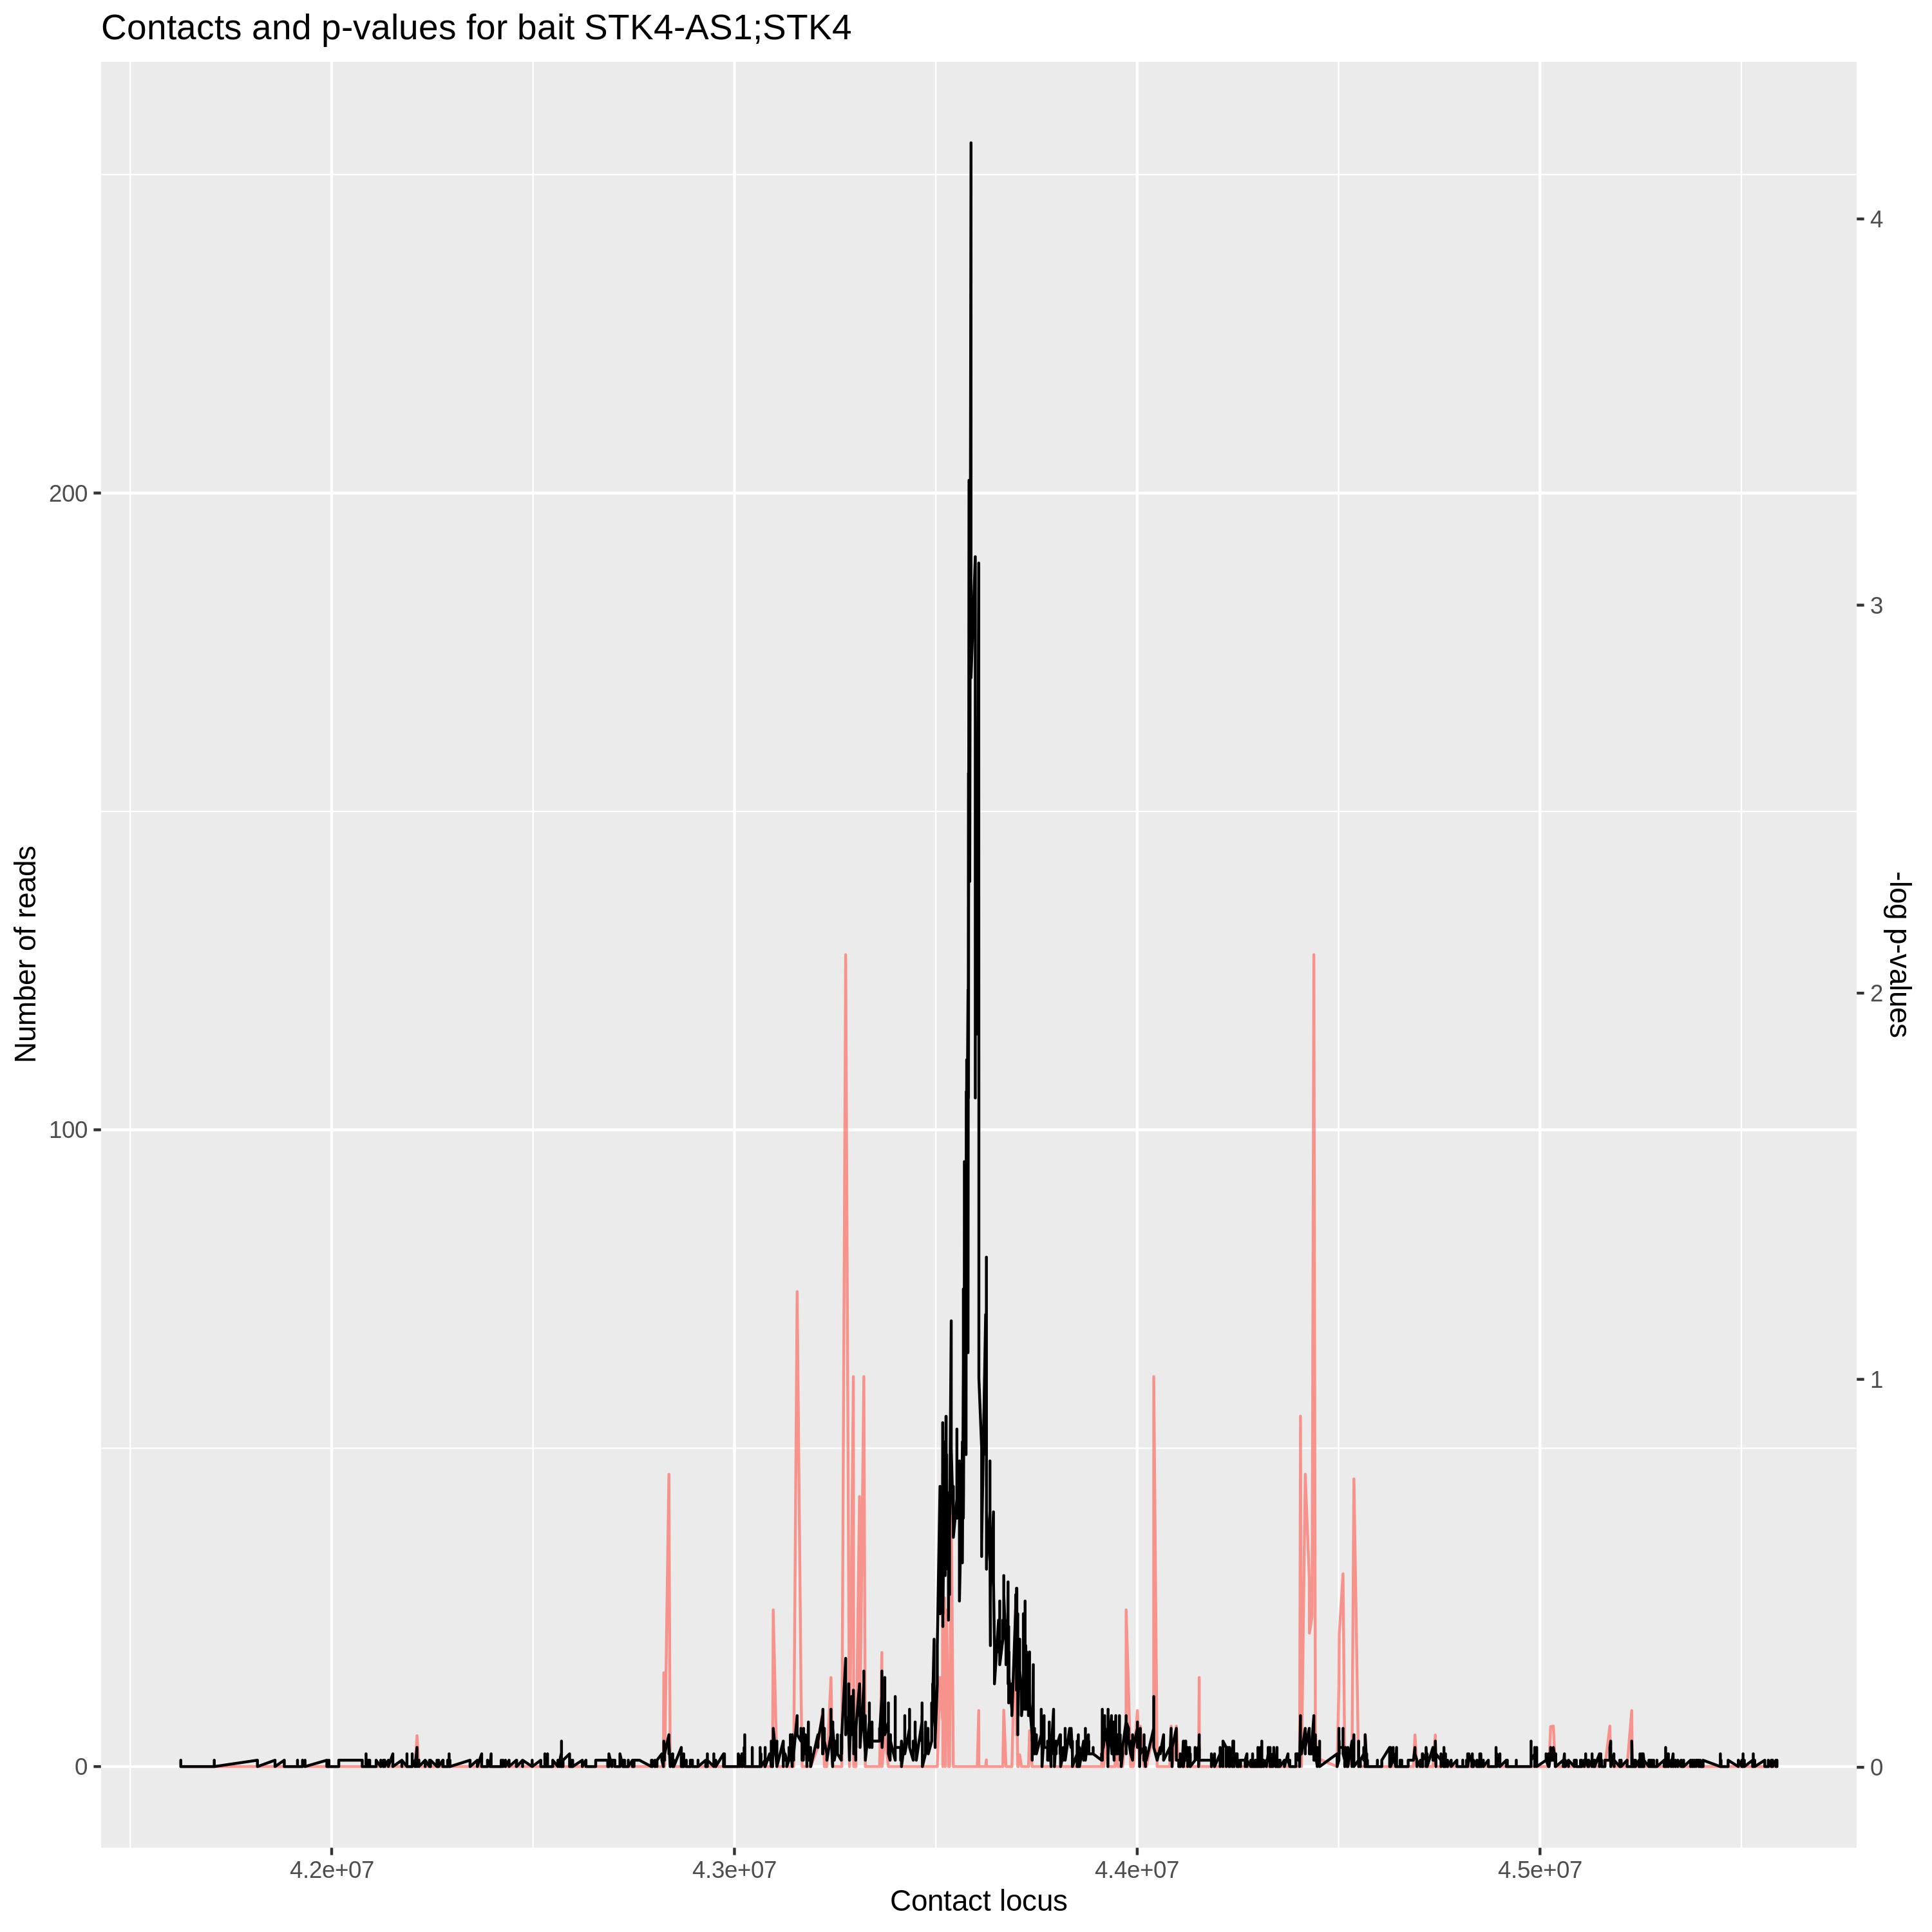 Contacts and p-values for bait STK4-AS1;STK4
Number of reads
200
100
0
4
3
2
1
0
-log p-values
4.2e+07 4.3e+07 4.4e+07 4.5e+07
Contact locus